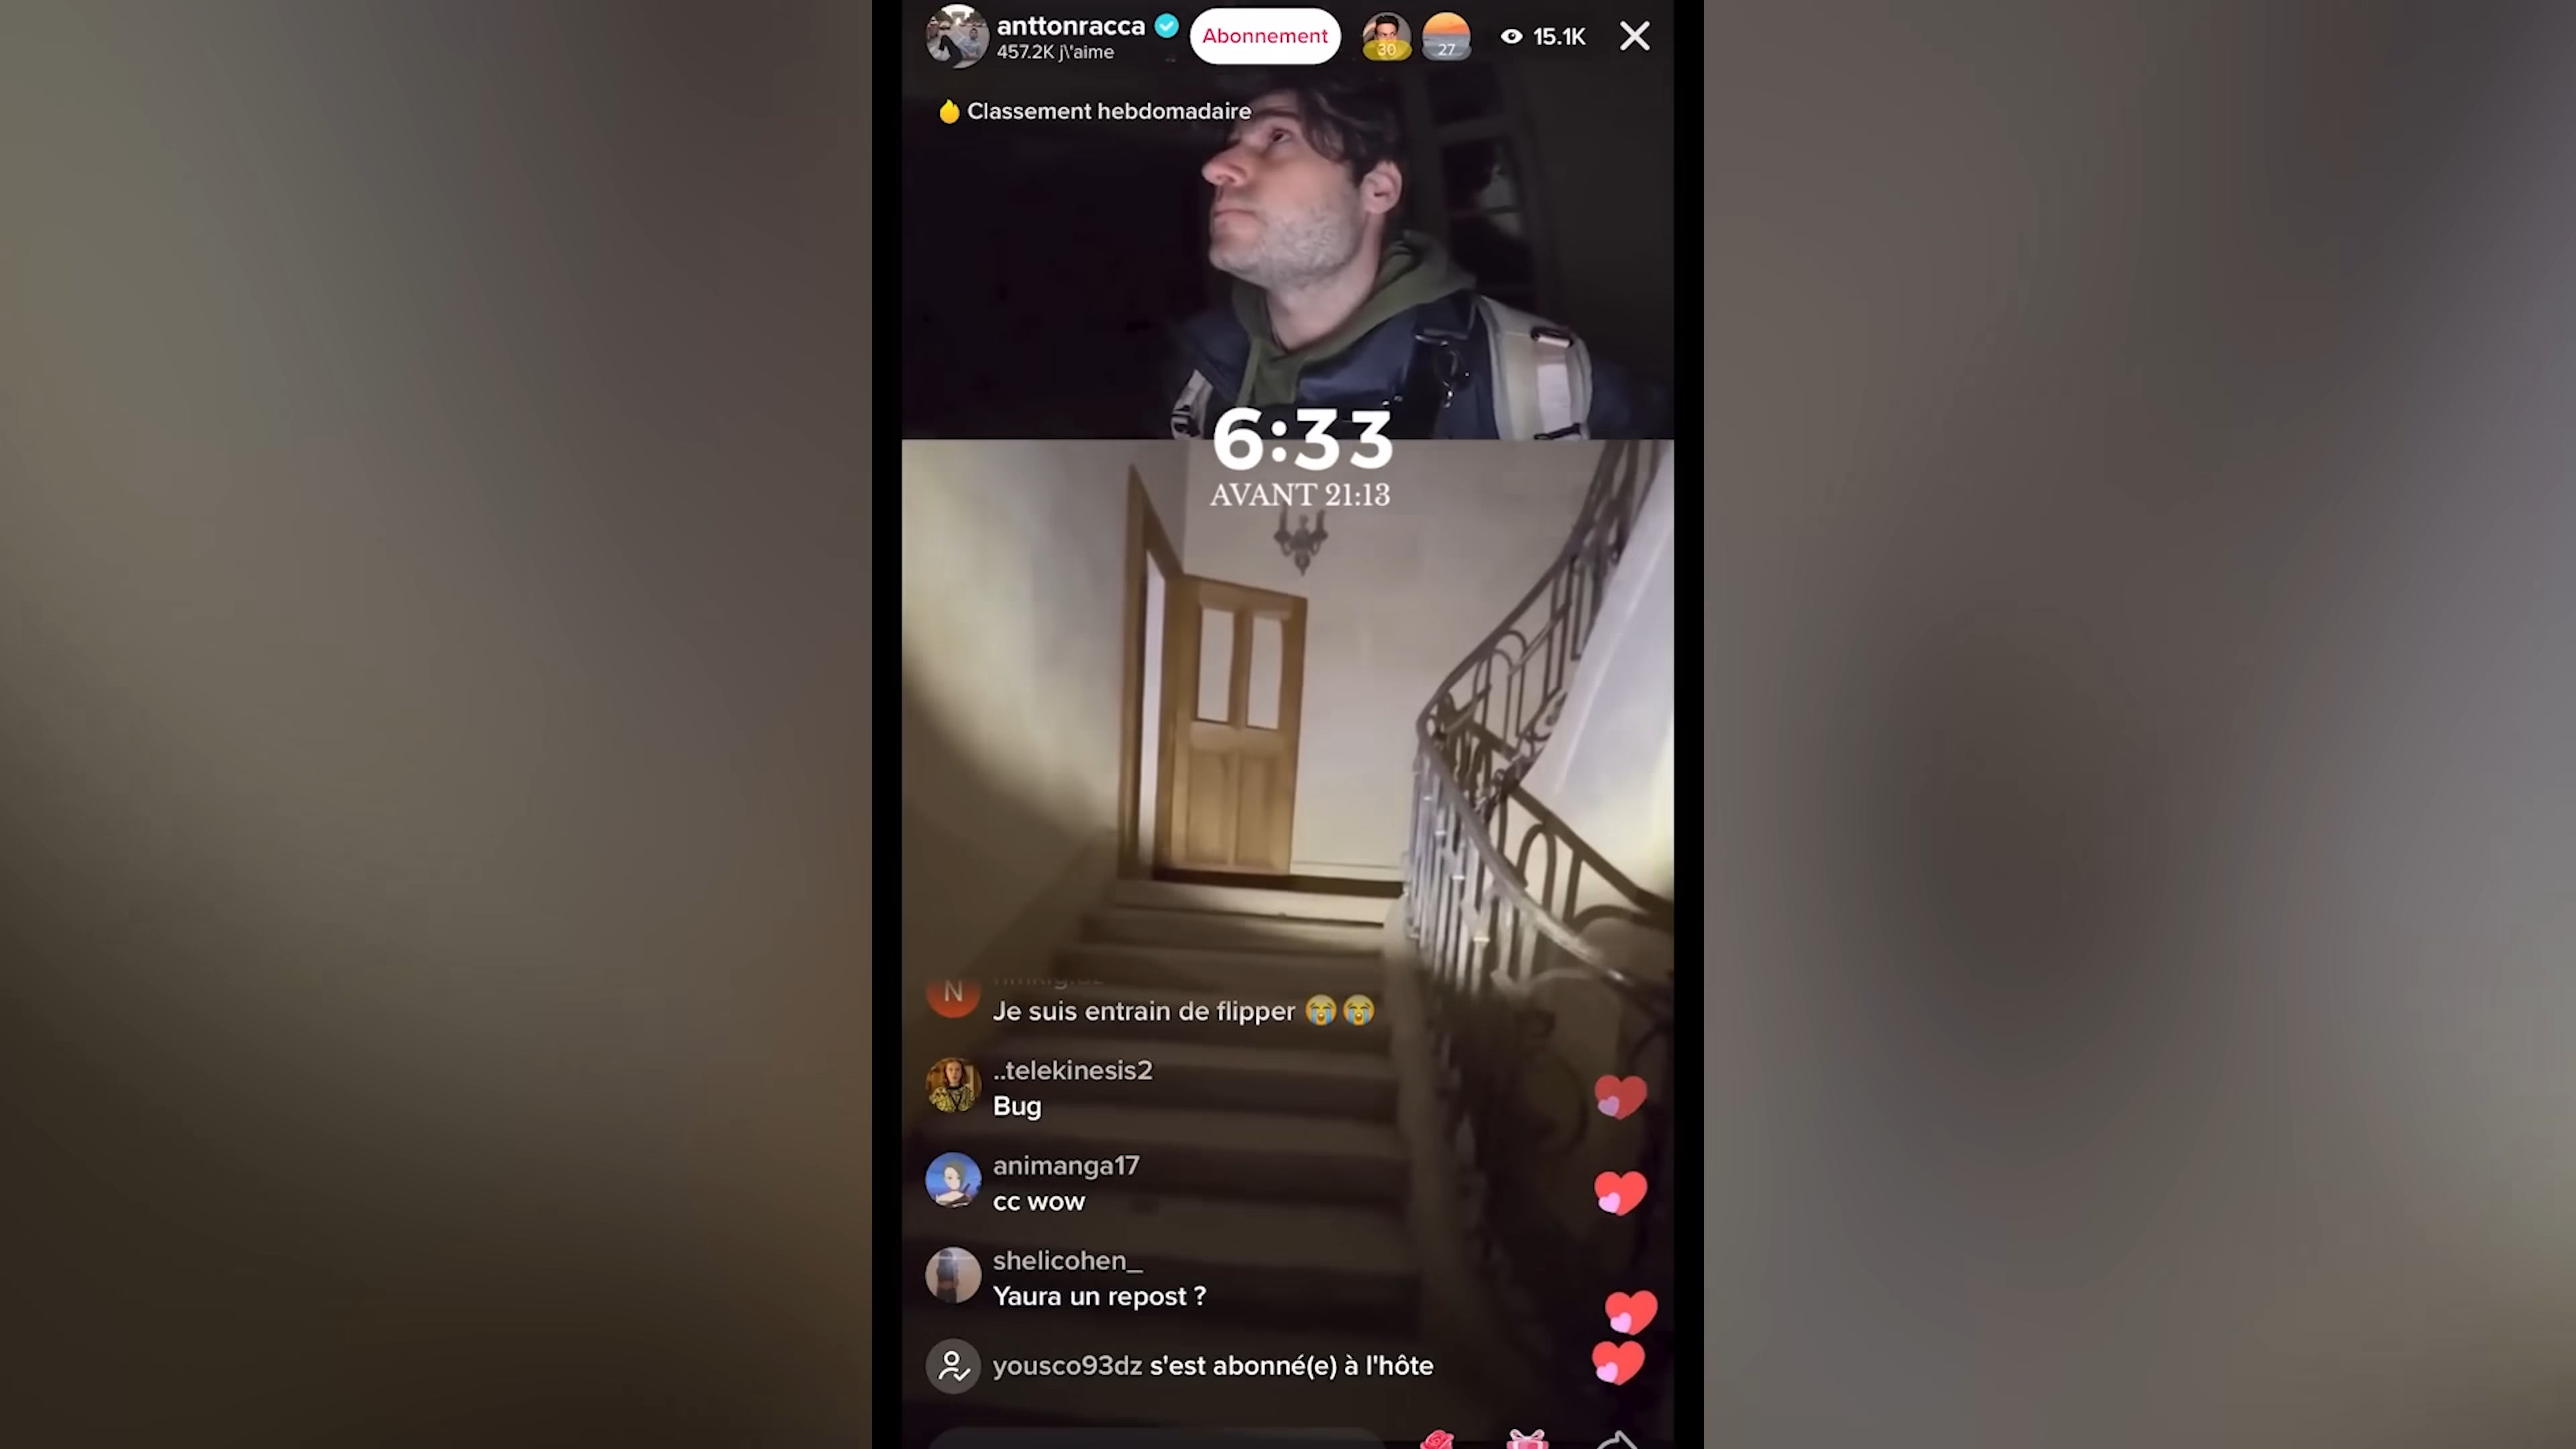 anttonracca
Abonnement
30
27
15.1K
457.2K j\'aime
Classement hebdomadaire
6:33
AVANT 21:13
N
Je suis entrain de flipper 😭😭
..telekinesis2
Bug
animanga17
cc wow
shelicohen_
Yaura un repost ?
yousco93dz s'est abonné(e) à l'hôte